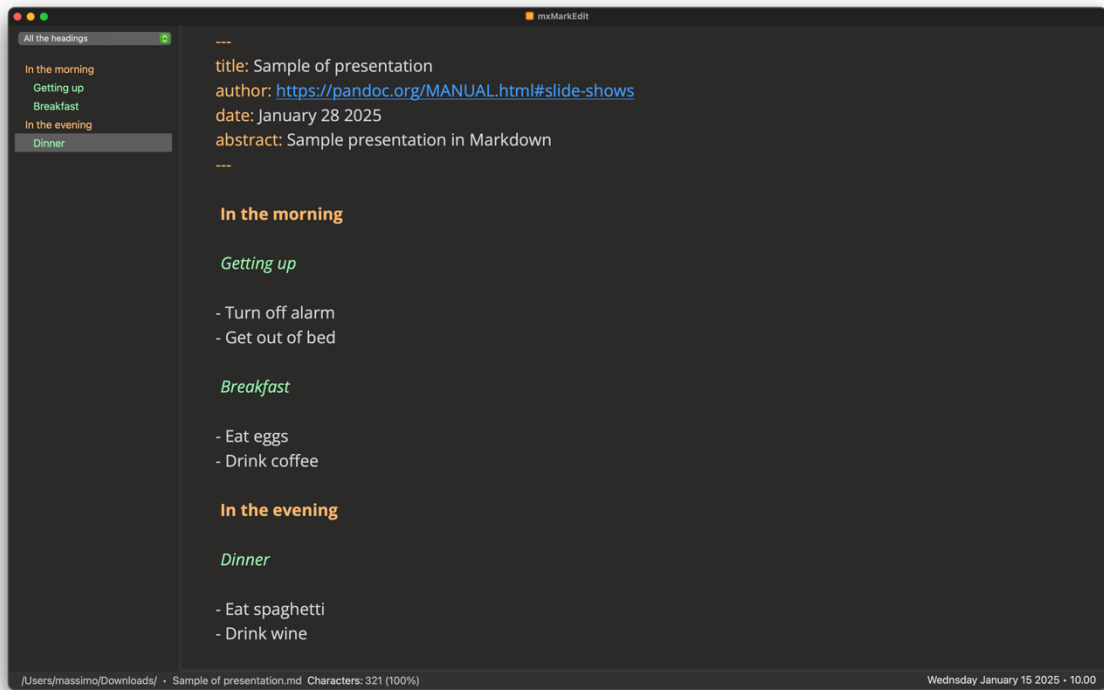 mxMarkEdit
All the headings
In the morning
Getting up
Breakfast
In the evening
Dinner
---
title: Sample of presentation
author: https://pandoc.org/MANUAL.html#slide-shows
date: January 28 2025
abstract: Sample presentation in Markdown
---
In the morning
Getting up
- Turn off alarm
- Get out of bed
Breakfast
- Eat eggs
- Drink coffee
In the evening
Dinner
- Eat spaghetti
- Drink wine
/Users/massimo/Downloads/ • Sample of presentation.md Characters: 321 (100%)
Wednsday January 15 2025 • 10.00